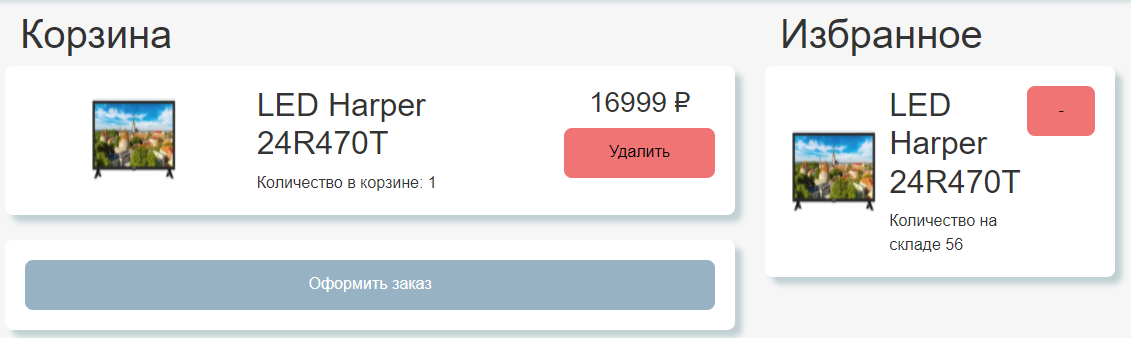 Корзина
LED Harper
24R470T
Количество в корзине: 1
16999 ₽
Удалить
Оформить заказ
Избранное
LED
Harper
24R470T
Количество на
складе 56
-